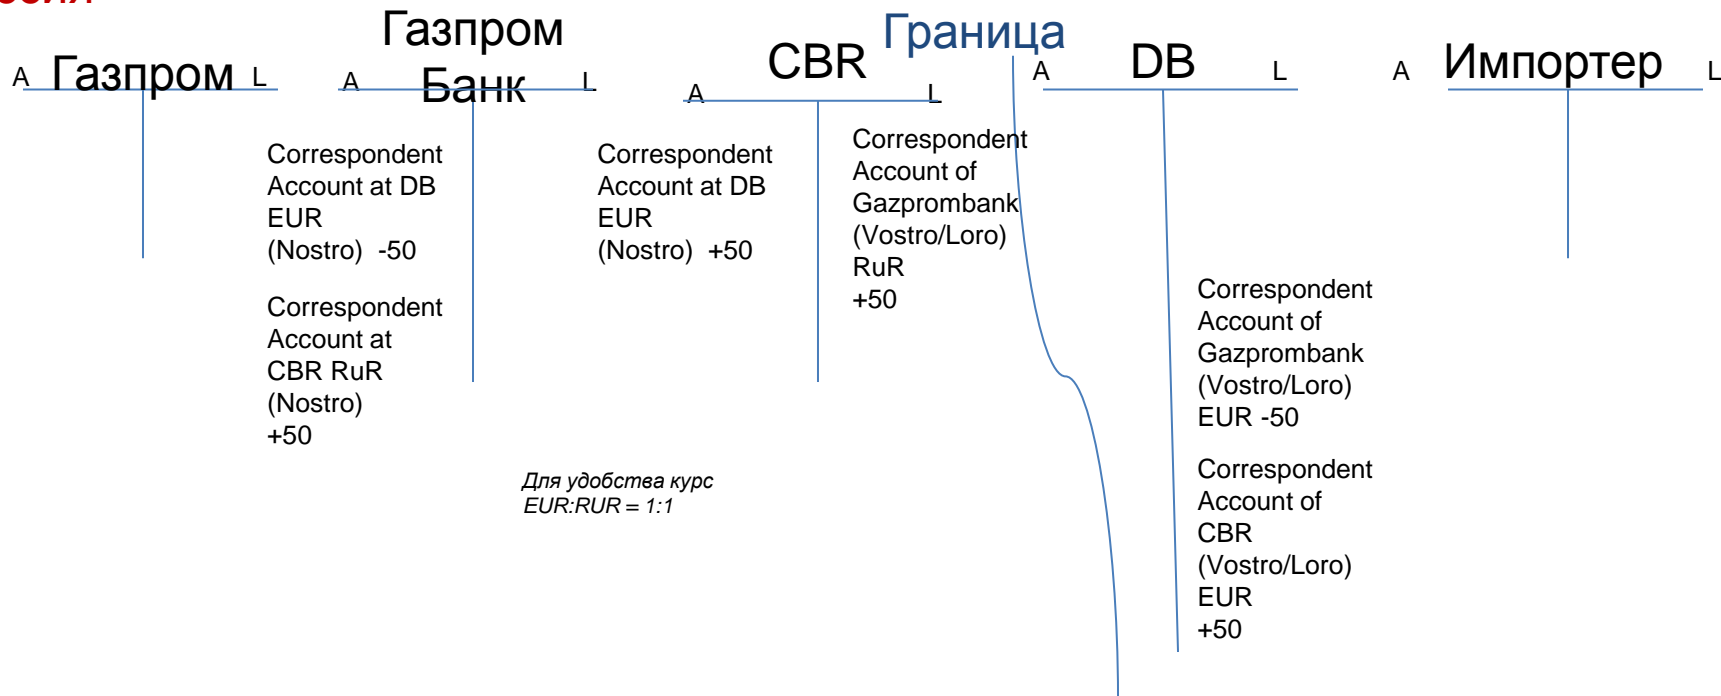 Газпром
Банк
Граница
A Газпром L
A L
CBR
A L
A DB L
A Импортер L
Correspondent
Account at DB
EUR
(Nostro) -50
Correspondent
Account at
CBR RuR
(Nostro)
+50
Correspondent
Account at DB
EUR
(Nostro) +50
Correspondent
Account of
Gazprombank
(Vostro/Loro)
RuR
+50
Correspondent
Account of
Gazprombank
(Vostro/Loro)
EUR -50
Correspondent
Account of
CBR
(Vostro/Loro)
EUR
+50
Для удобства курс
EUR:RUR = 1:1